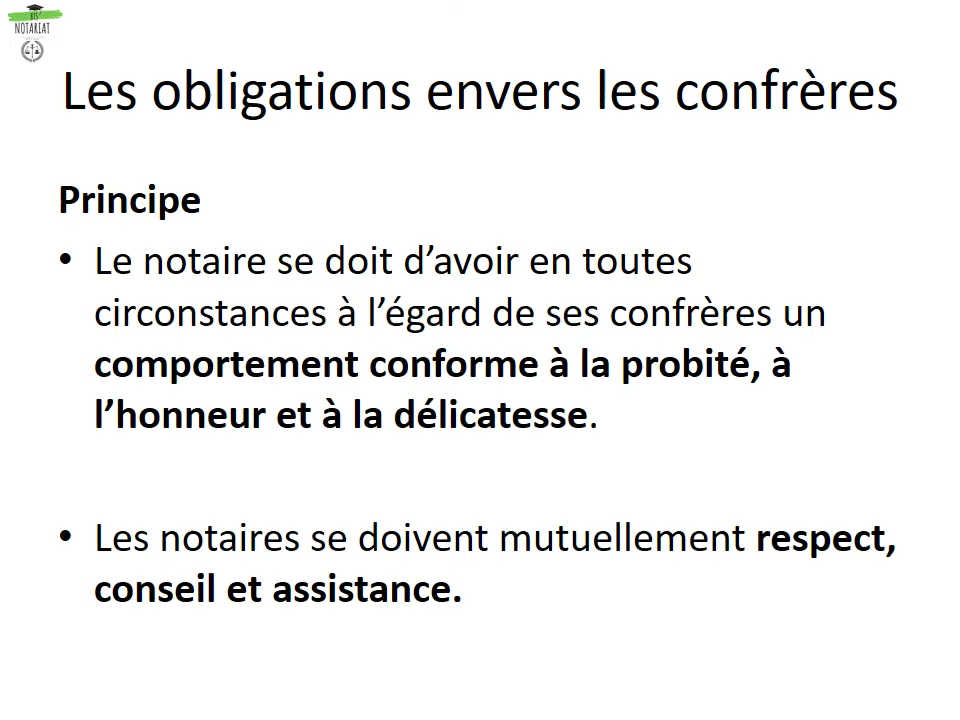 BTS'
NOTARIAT
Les obligations envers les confrères
Principe
• Le notaire se doit d’avoir en toutes
circonstances à l’égard de ses confrères un
comportement conforme à la probité, à
l’honneur et à la délicatesse.
• Les notaires se doivent mutuellement respect,
conseil et assistance.